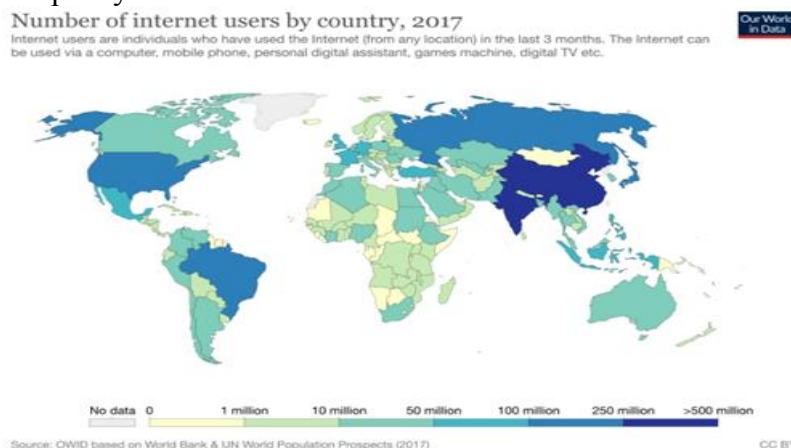 Number of internet users by country, 2017
Our World
in Data
Internet users are individuals who have used the Internet (from any location) in the last 3 months. The Internet can
be used via a computer, mobile phone, personal digital assistant, games machine, digital TV etc.
No data 0 1 million 10 million 50 million 100 million 250 million >500 million
Source: OWID based on World Bank & UN World Population Prospects (2017) CC BY